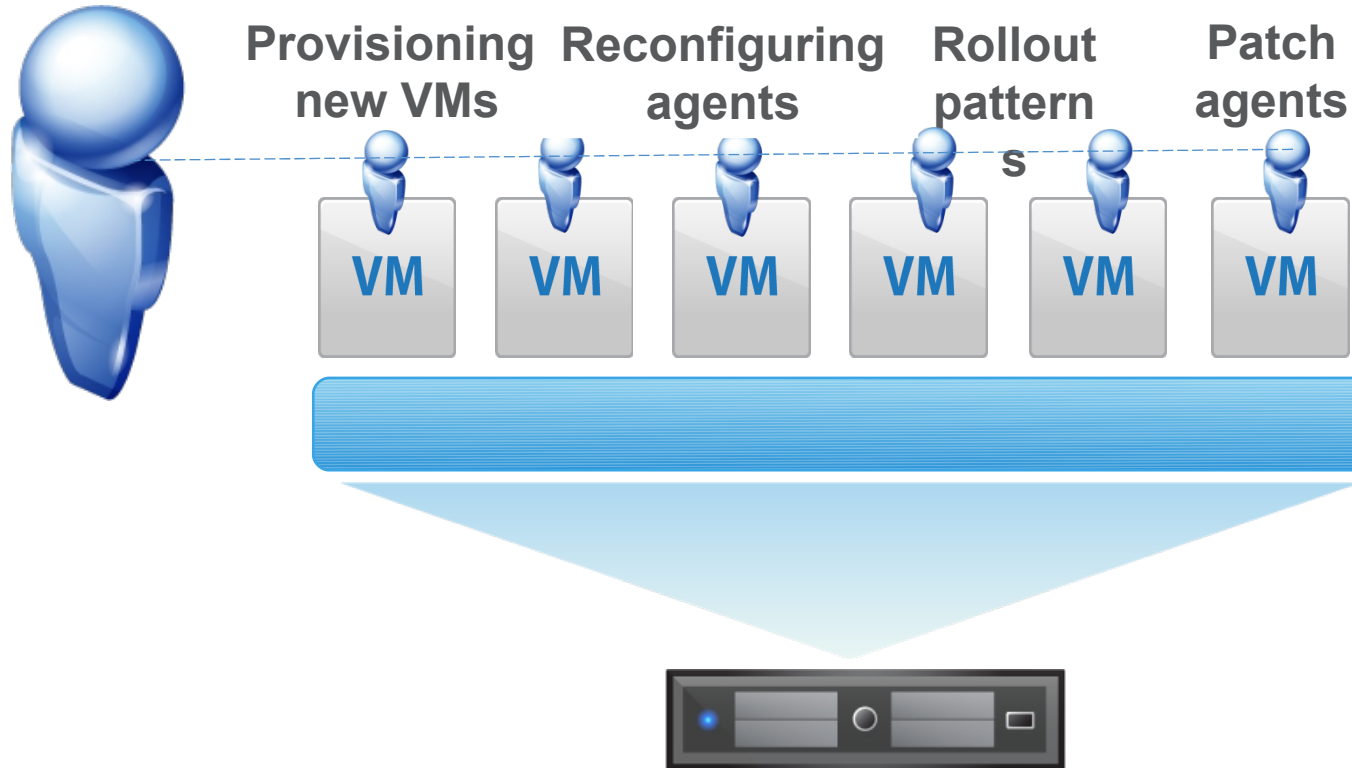 Provisioning
new VMs
Reconfiguring
agents
Rollout
pattern
s
Patch
agents
VM
VM
VM
VM
VM
VM